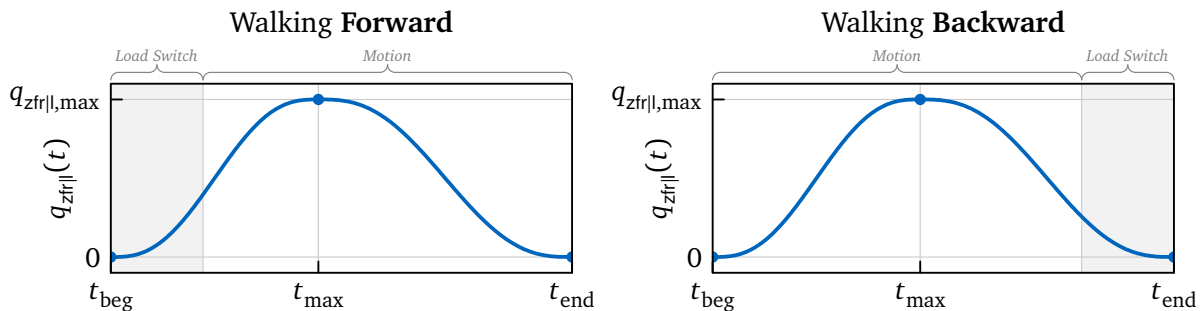 Walking Forward
Load Switch
Motion
q_zfr||l,max
q_zfr||l(t)
0
t_beg
t_max
t_end
Walking Backward
Motion
Load Switch
q_zfr||l,max
q_zfr||l(t)
0
t_beg
t_max
t_end